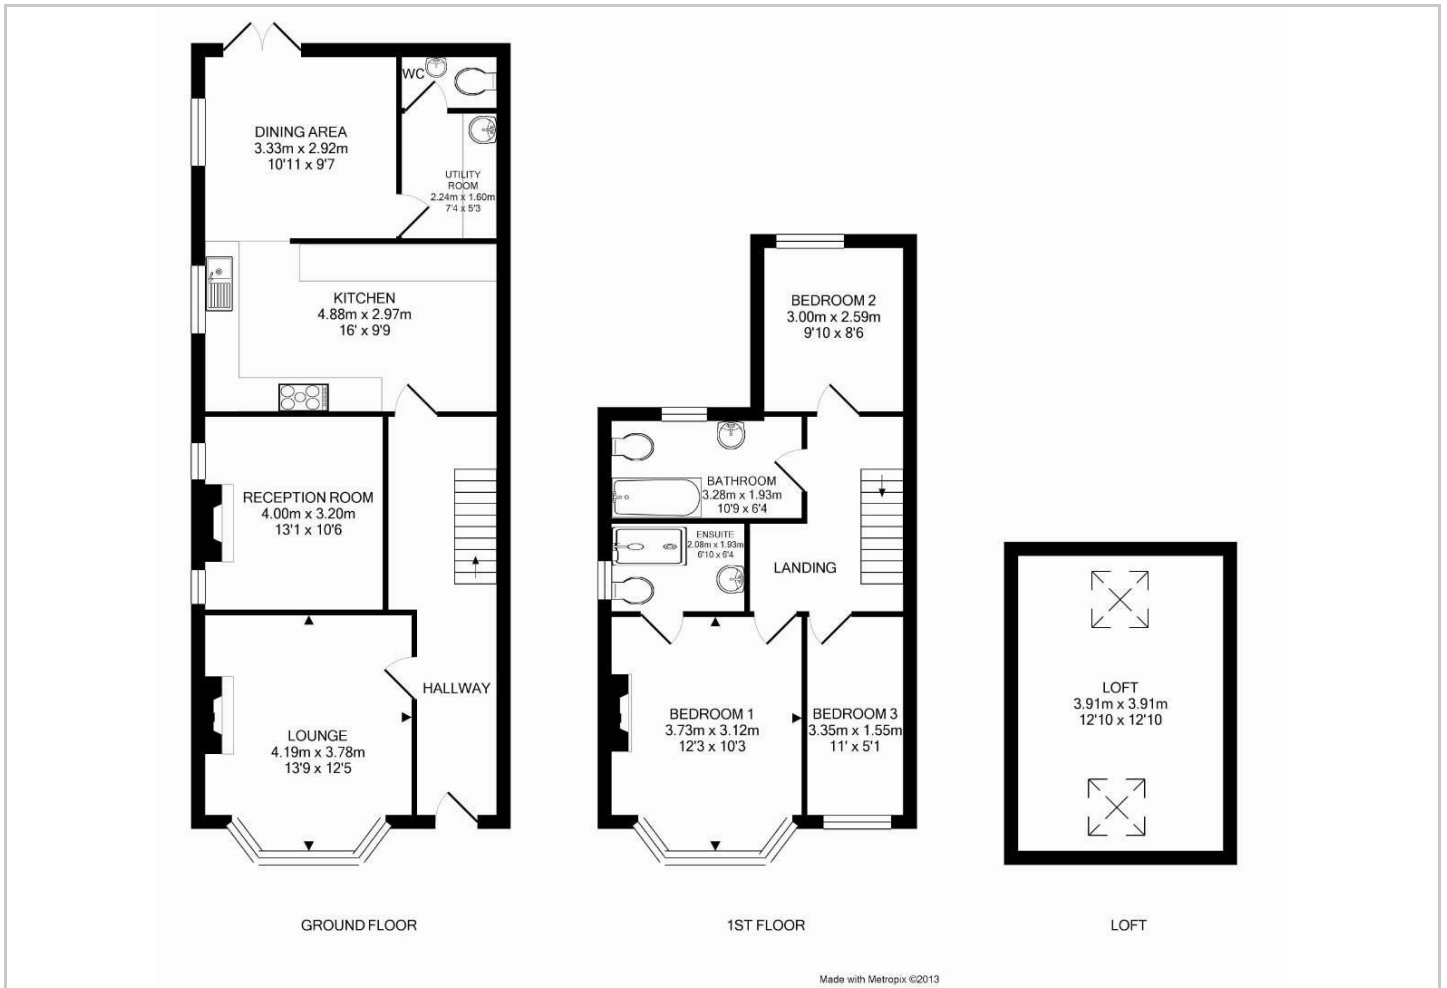 WC
DINING AREA
3.33m x 2.92m
10'11 x 9'7
UTILITY
ROOM
2.24m x 1.60m
7'4 x 5'3
KITCHEN
4.88m x 2.97m
16' x 9'9
RECEPTION ROOM
4.00m x 3.20m
13'1 x 10'6
HALLWAY
LOUNGE
4.19m x 3.78m
13'9 x 12'5
GROUND FLOOR
BEDROOM 2
3.00m x 2.59m
9'10 x 8'6
BATHROOM
3.28m x 1.93m
10'9 x 6'4
ENSUITE
2.08m x 1.93m
6'10 x 6'4
LANDING
BEDROOM 1
3.73m x 3.12m
12'3 x 10'3
BEDROOM 3
3.35m x 1.55m
11' x 5'1
1ST FLOOR
LOFT
3.91m x 3.91m
12'10 x 12'10
LOFT
Made with Metropix ©2013